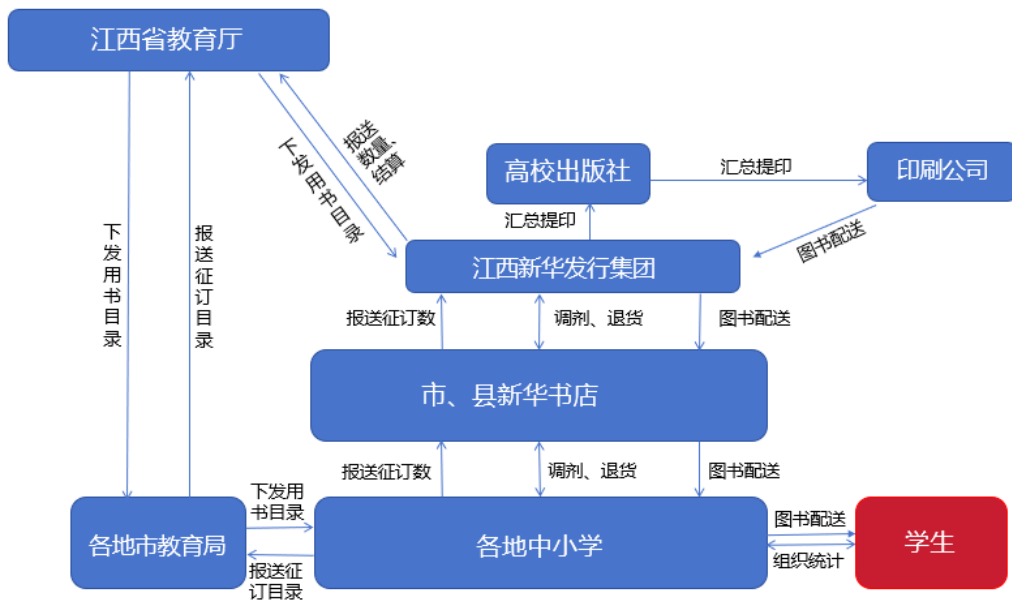 江西省教育厅
报送
数量、
结算
下发用书目录
高校出版社
汇总提印
印刷公司
汇总提印
图书配送
下发用书目录
报送征订目录
江西新华发行集团
报送征订数
调剂、退货
图书配送
市、县新华书店
报送征订数
调剂、退货
图书配送
下发用
书目录
各地市教育局
报送征
订目录
各地中小学
图书配送
组织统计
学生